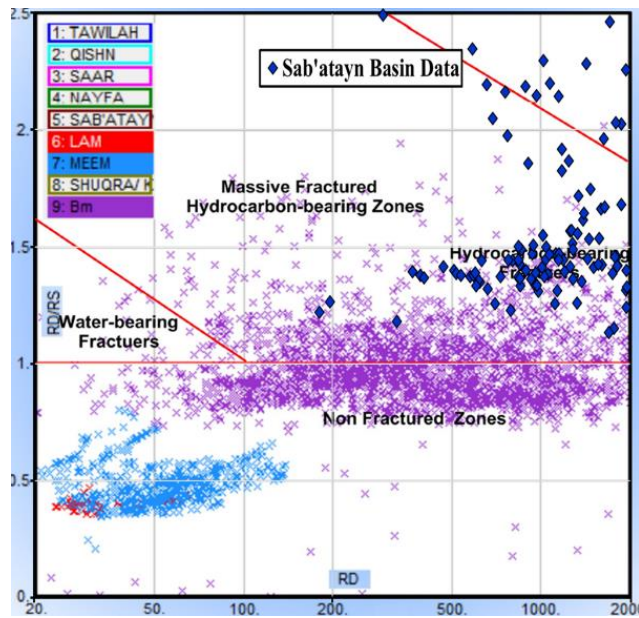 2.5
2.
1.5
1.
0.5
0.
20.
50.
100.
200.
500.
1000.
2000
RD/RS
RD
1: TAWILAH
2: QISHN
3: SAAR
4: NAYFA
5: SAB'ATAY
6: LAM
7: MEEM
8: SHUQRA/ K
9: Bm
Sab'atayn Basin Data
Massive Fractured
Hydrocarbon-bearing Zones
Hydrocarbon-bearing
Water-bearing
Fractuers
Non Fractured Zones